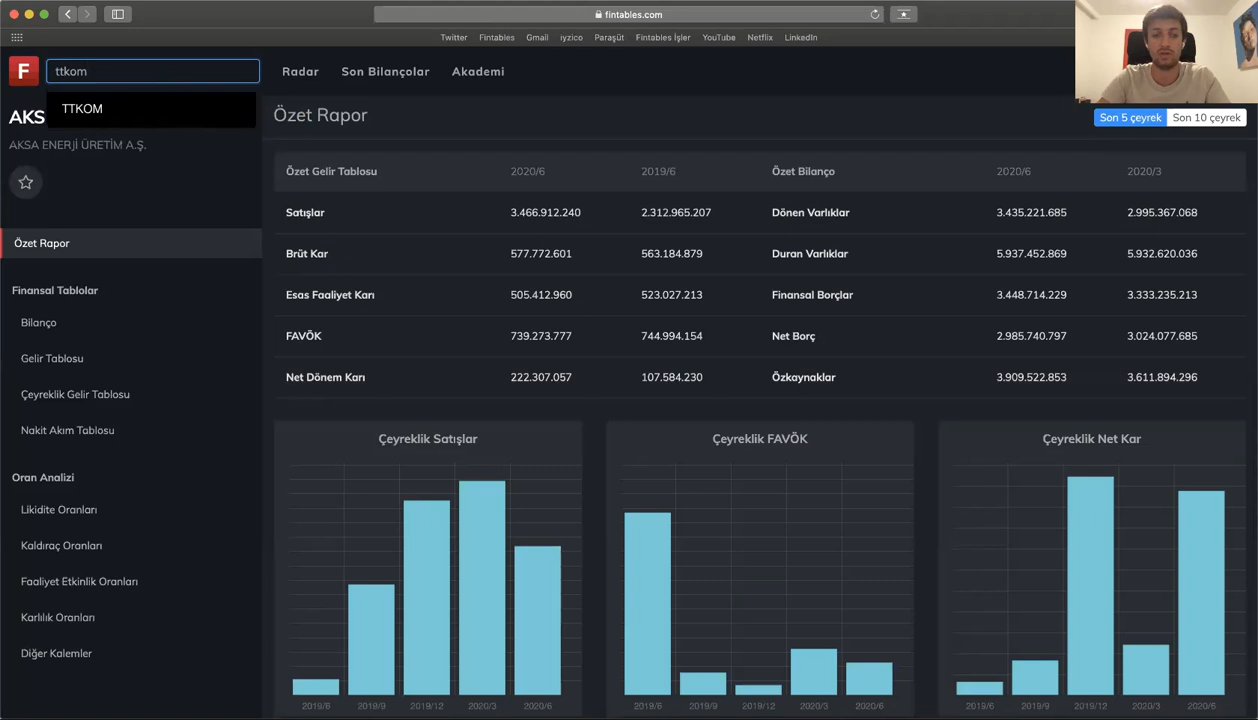 fintables.com
Twitter Fintables Gmail iyzico Paraşüt Fintables İşler YouTube Netflix LinkedIn
F ttkom Radar Son Bilançolar Akademi
TTKOM
AKS
AKSA ENERJİ ÜRETİM A.Ş.
Özet Rapor
Finansal Tablolar
Bilanço
Gelir Tablosu
Çeyreklik Gelir Tablosu
Nakit Akım Tablosu
Oran Analizi
Likidite Oranları
Kaldıraç Oranları
Faaliyet Etkinlik Oranları
Karlılık Oranları
Diğer Kalemler
Özet Rapor
Son 5 çeyrek Son 10 çeyrek
Özet Gelir Tablosu 2020/6 2019/6 Özet Bilanço 2020/6 2020/3
Satışlar 3.466.912.240 2.312.965.207 Dönen Varlıklar 3.435.221.685 2.995.367.068
Brüt Kar 577.772.601 563.184.879 Duran Varlıklar 5.937.452.869 5.932.620.036
Esas Faaliyet Karı 505.412.960 523.027.213 Finansal Borçlar 3.448.714.229 3.333.235.213
FAVÖK 739.273.777 744.994.154 Net Borç 2.985.740.797 3.024.077.685
Net Dönem Karı 222.307.057 107.584.230 Özkaynaklar 3.909.522.853 3.611.894.296
Çeyreklik Satışlar
2019/6 2019/9 2019/12 2020/3 2020/6
Çeyreklik FAVÖK
2019/6 2019/9 2019/12 2020/3 2020/6
Çeyreklik Net Kar
2019/6 2019/9 2019/12 2020/3 2020/6